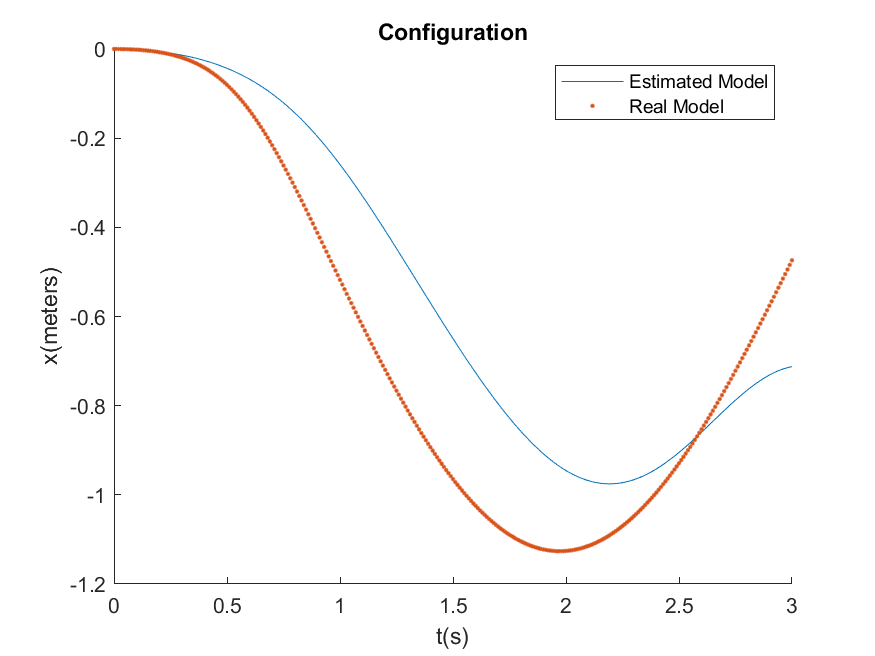 Configuration
Estimated Model
Real Model
0
-0.2
-0.4
-0.6
-0.8
-1
-1.2
x(meters)
0 0.5 1 1.5 2 2.5 3
t(s)